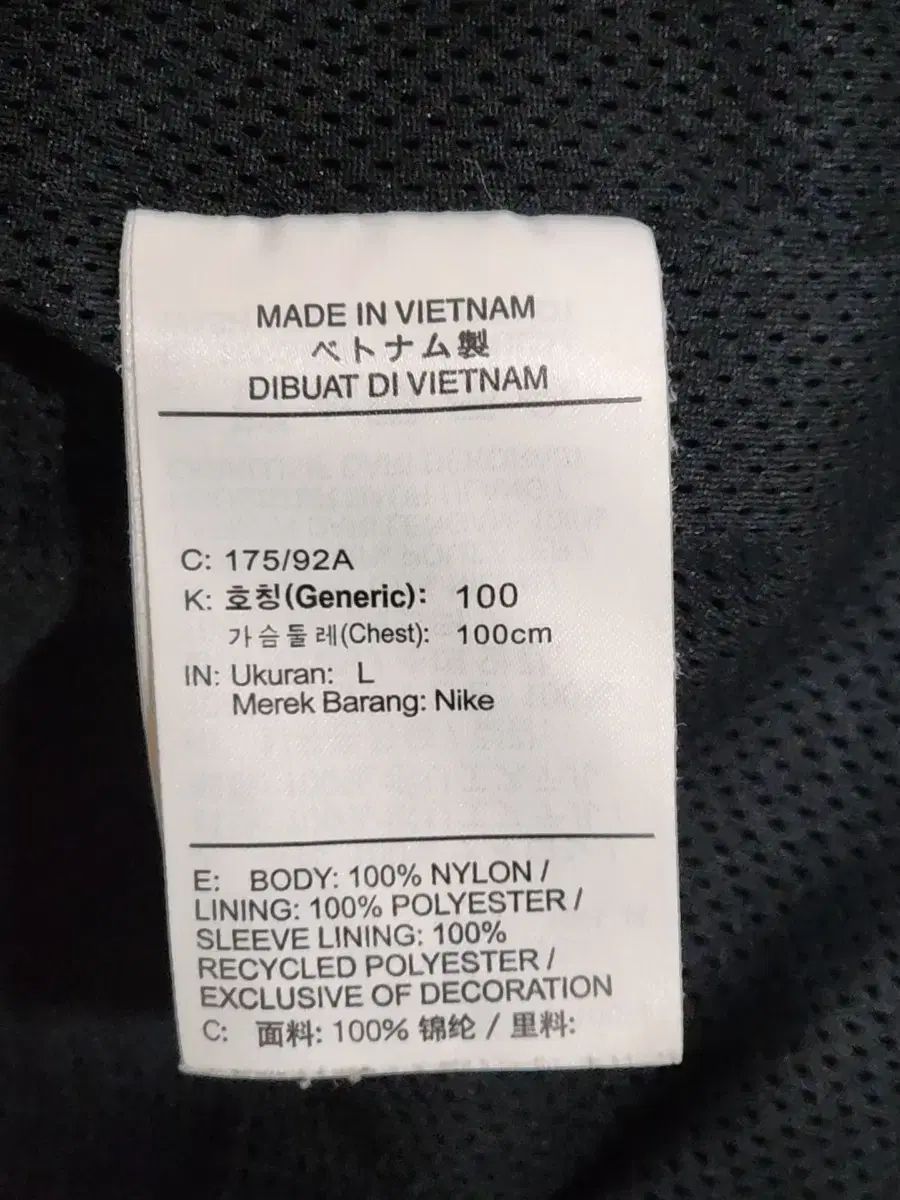 MADE IN VIETNAM
ベトナム製
DIBUAT DI VIETNAM
C: 175/92A
K: 호칭(Generic): 100
가슴둘레(Chest): 100cm
IN: Ukuran: L
Merek Barang: Nike
E: BODY: 100% NYLON /
LINING: 100% POLYESTER /
SLEEVE LINING: 100%
RECYCLED POLYESTER /
EXCLUSIVE OF DECORATION
C: 面料: 100% 锦纶 / 里料: